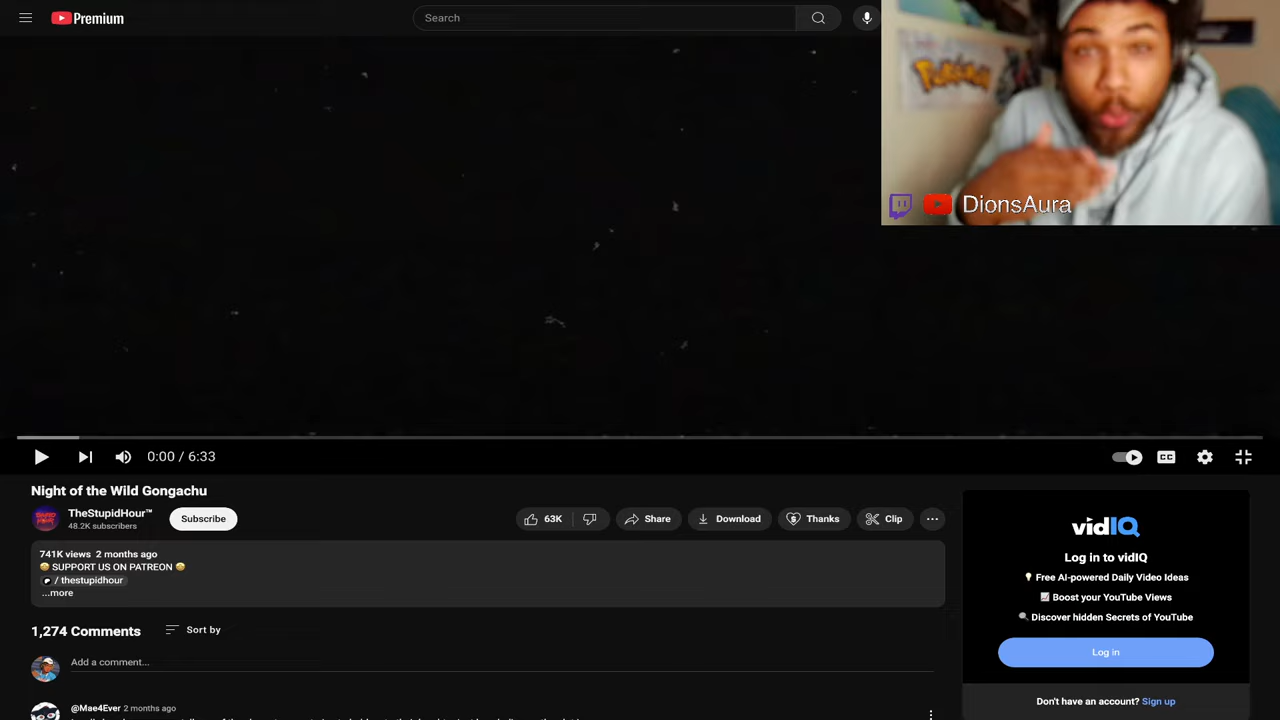 Premium
Search
Pokémon
DionsAura
0:00 / 6:33
CC
Night of the Wild Gongachu
TheStupidHour™
48.2K subscribers
Subscribe
63K
Share
Download
Thanks
Clip
741K views 2 months ago
SUPPORT US ON PATREON
/ thestupidhour
...more
1,274 Comments
Sort by
Add a comment...
@Mae4Ever 2 months ago
vidIQ
Log in to vidIQ
Free AI-powered Daily Video Ideas
Boost your YouTube Views
Discover hidden Secrets of YouTube
Log in
Don't have an account? Sign up